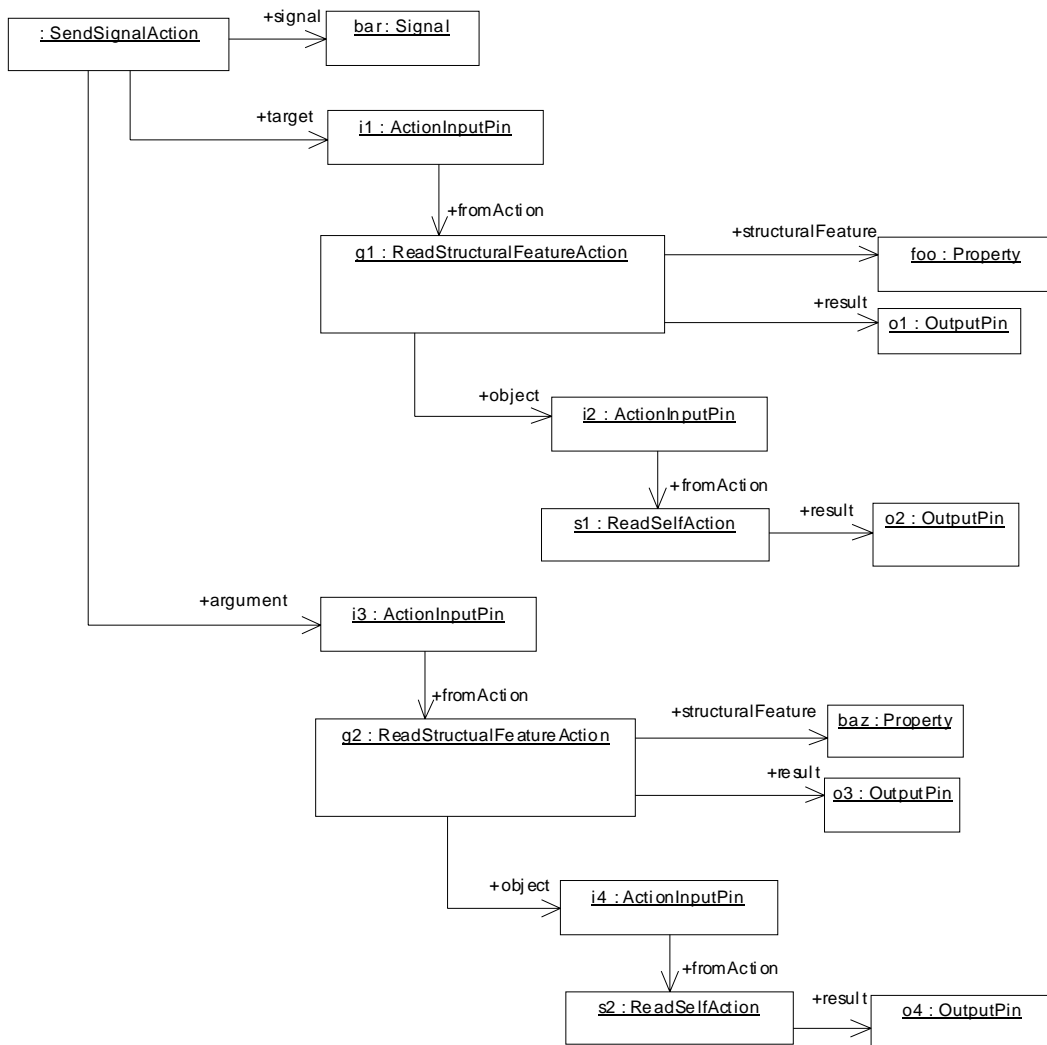 +signal
: SendSignalAction
bar: Signal
+target
i1 : ActionInputPin
+fromAction
g1 : ReadStructuralFeatureAction
+structuralFeature
foo : Property
+result
o1 : OutputPin
+object
i2 : ActionInputPin
+fromAction
s1 : ReadSelfAction
+result
o2 : OutputPin
+argument
i3 : ActionInputPin
+fromAction
g2 : ReadStructualFeatureAction
+structuralFeature
baz : Property
+result
o3 : OutputPin
+object
i4 : ActionInputPin
+fromAction
s2 : ReadSelfAction
+result
o4 : OutputPin